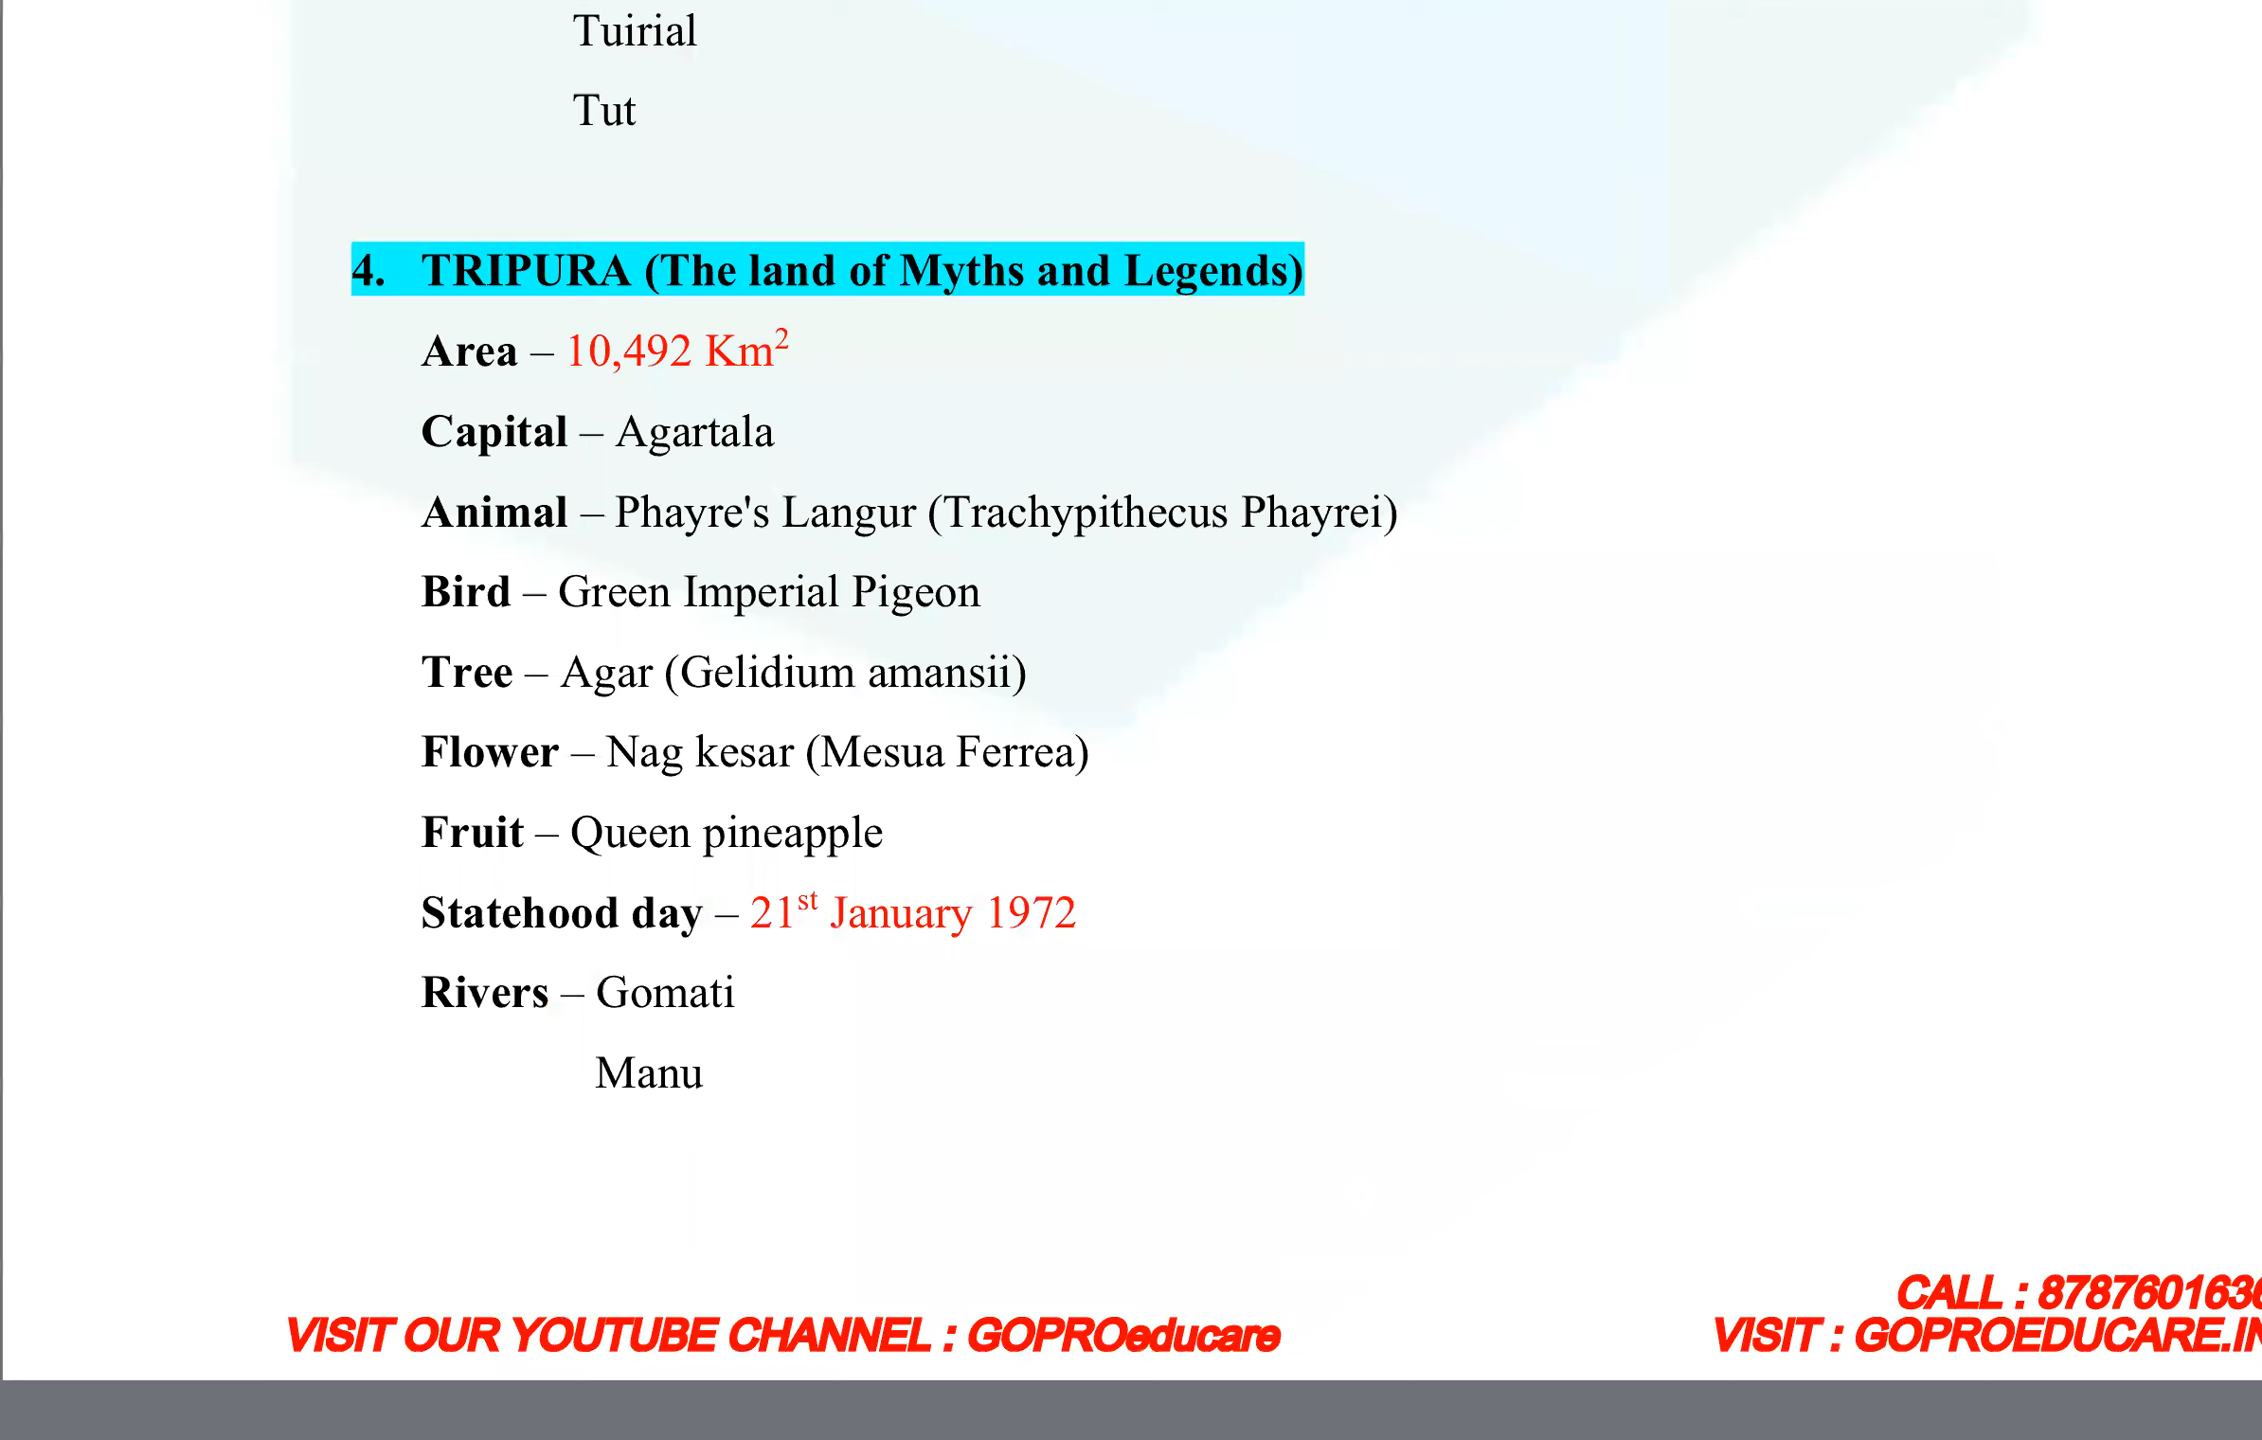 Tuirial
Tut
4. TRIPURA (The land of Myths and Legends)
Area – 10,492 Km²
Capital – Agartala
Animal – Phayre's Langur (Trachypithecus Phayrei)
Bird – Green Imperial Pigeon
Tree – Agar (Gelidium amansii)
Flower – Nag kesar (Mesua Ferrea)
Fruit – Queen pineapple
Statehood day – 21st January 1972
Rivers – Gomati
Manu
CALL : 878760163
VISIT OUR YOUTUBE CHANNEL : GOPROeducare
VISIT : GOPROEDUCARE.IN